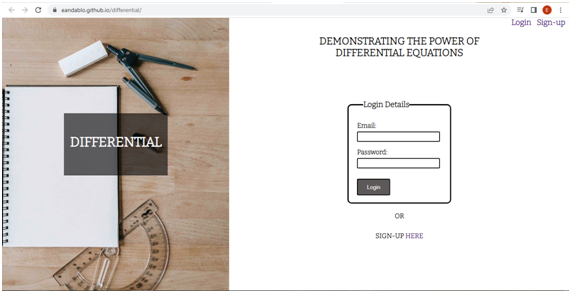 eandablo.github.io/differential/
Login Sign-up
DEMONSTRATING THE POWER OF
DIFFERENTIAL EQUATIONS
DIFFERENTIAL
Login Details
Email:
Password:
Login
OR
SIGN-UP HERE